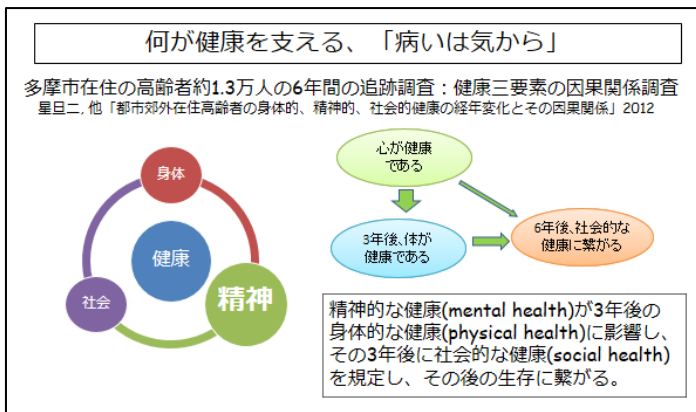 何が健康を支える、「病いは気から」
多摩市在住の高齢者約1.3万人の6年間の追跡調査：健康三要素の因果関係調査
星旦二,他「都市郊外在住高齢者の身体的、精神的、社会的健康の経年変化とその因果関係」2012
身体
健康
社会
精神
心が健康
である
3年後、体が
健康である
6年後、社会的な
健康に繋がる
精神的な健康(mental health)が3年後の
身体的な健康(physical health)に影響し、
その3年後に社会的な健康(social health)
を規定し、その後の生存に繋がる。